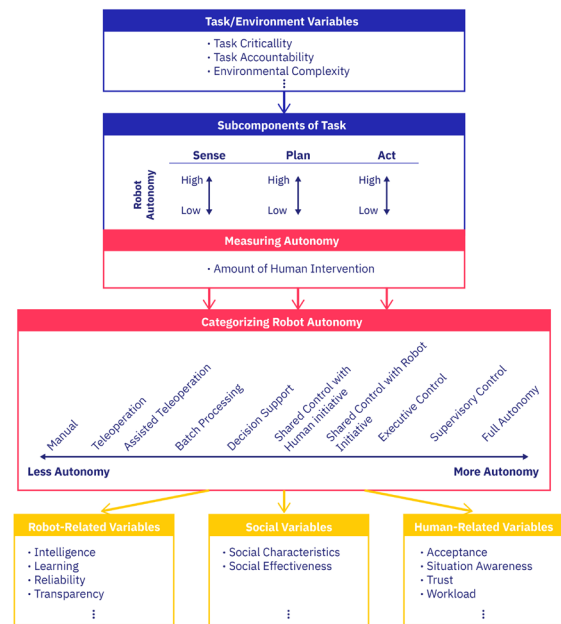 Task/Environment Variables
· Task Criticallity
· Task Accountability
· Environmental Complexity
Subcomponents of Task
Sense Plan Act
Robot Autonomy
High High High
Low Low Low
Measuring Autonomy
· Amount of Human Intervention
Categorizing Robot Autonomy
Manual
Teleoperation
Assisted Teleoperation
Batch Processing
Decision Support
Shared Control with
Human Initiative
Shared Control with Robot
Initiative
Executive Control
Supervisory Control
Full Autonomy
Less Autonomy More Autonomy
Robot-Related Variables
· Intelligence
· Learning
· Reliability
· Transparency
Social Variables
· Social Characteristics
· Social Effectiveness
Human-Related Variables
· Acceptance
· Situation Awareness
· Trust
· Workload